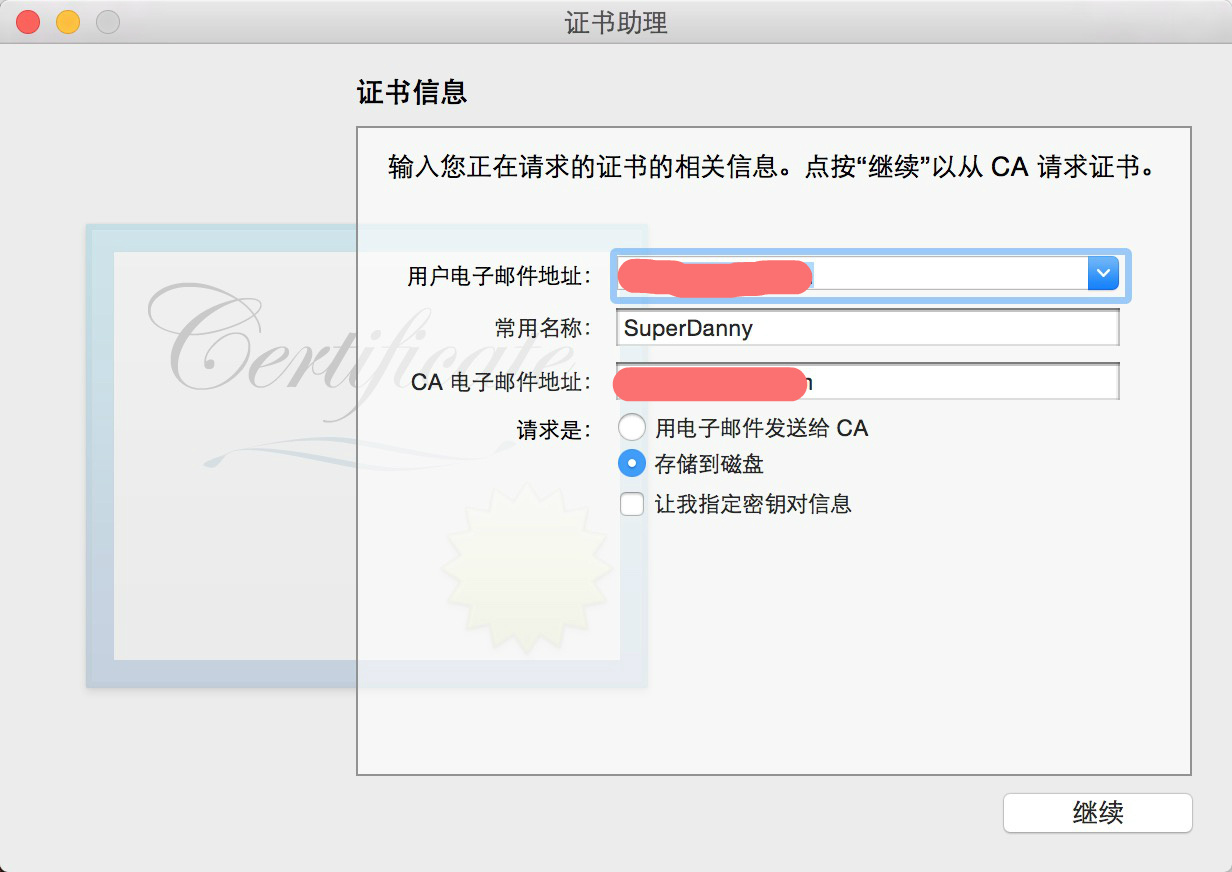 证书助理
证书信息
输入您正在请求的证书的相关信息。点按“继续”以从 CA 请求证书。
Certificate
用户电子邮件地址：
常用名称： SuperDanny
CA 电子邮件地址：
请求是： 用电子邮件发送给 CA
存储到磁盘
让我指定密钥对信息
继续